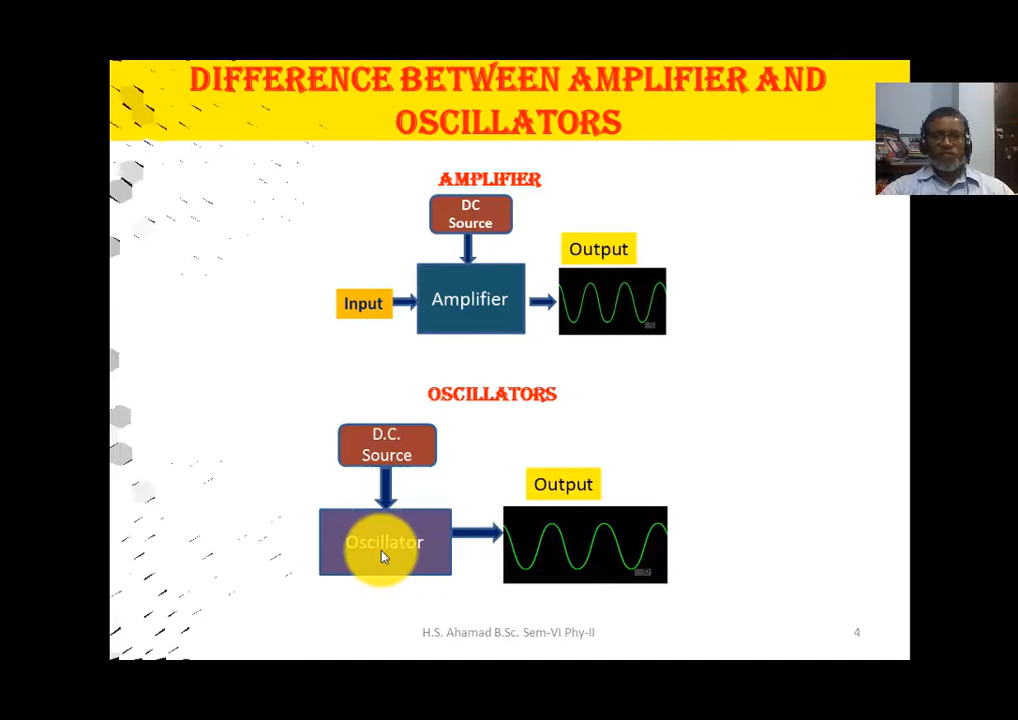 DIFFERENCE BETWEEN AMPLIFIER AND
OSCILLATORS
AMPLIFIER
DC
Source
Output
Input
Amplifier
OSCILLATORS
D.C.
Source
Output
Oscillator
H.S. Ahamad B.Sc. Sem-VI Phy-II
4